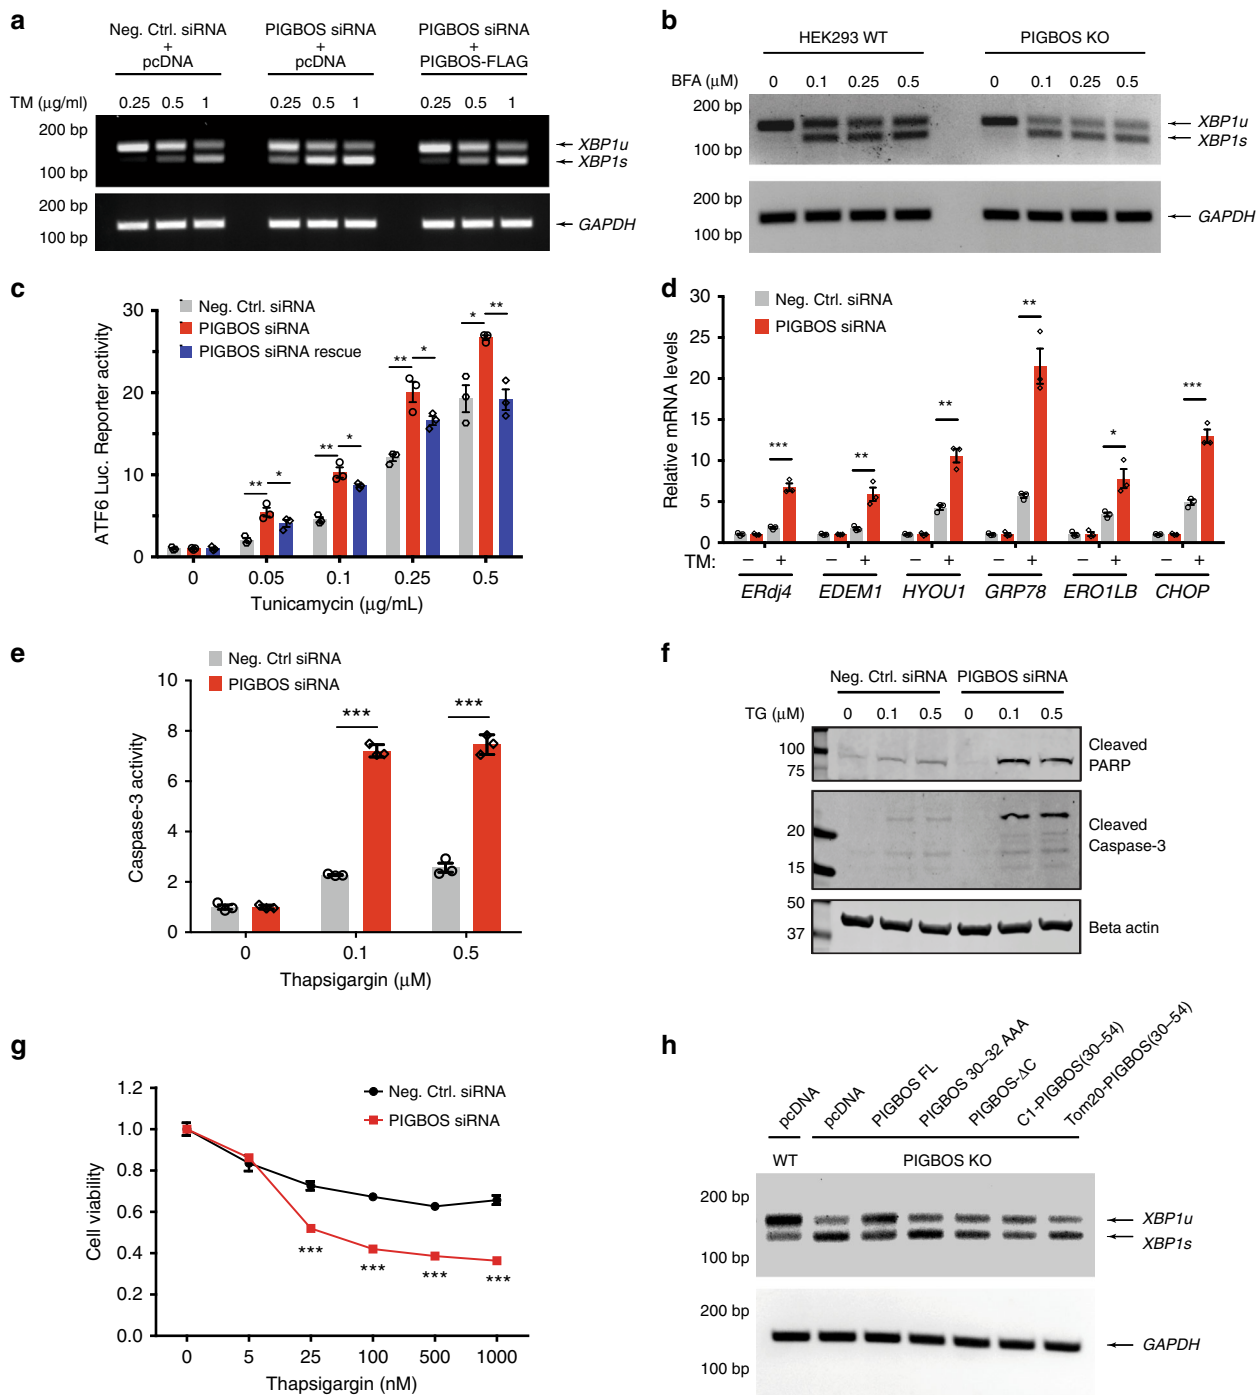 a
Neg. Ctrl. siRNA
+
pcDNA
PIGBOS siRNA
+
pcDNA
PIGBOS siRNA
+
PIGBOS-FLAG
TM (μg/ml) 0.25 0.5 1 0.25 0.5 1 0.25 0.5 1
200 bp
100 bp
XBP1u
XBP1s
200 bp
100 bp
GAPDH
b
HEK293 WT PIGBOS KO
BFA (μM) 0 0.1 0.25 0.5 0 0.1 0.25 0.5
200 bp
100 bp
XBP1u
XBP1s
200 bp
100 bp
GAPDH
c
Neg. Ctrl. siRNA
PIGBOS siRNA
PIGBOS siRNA rescue
ATF6 Luc. Reporter activity
30
20
10
0
** * ** * ** * * **
0 0.05 0.1 0.25 0.5
Tunicamycin (μg/mL)
d
Neg. Ctrl. siRNA
PIGBOS siRNA
Relative mRNA levels
30
25
20
15
10
5
0
*** ** ** ** * ***
TM: − + − + − + − + − + − +
ERdj4 EDEM1 HYOU1 GRP78 ERO1LB CHOP
e
Neg. Ctrl siRNA
PIGBOS siRNA
Caspase-3 activity
10
8
6
4
2
0
*** ***
0 0.1 0.5
Thapsigargin (μM)
f
Neg. Ctrl. siRNA PIGBOS siRNA
TG (μM) 0 0.1 0.5 0 0.1 0.5
100
75
Cleaved
PARP
20
15
Cleaved
Caspase-3
50
37
Beta actin
g
Neg. Ctrl. siRNA
PIGBOS siRNA
Cell viability
1.2
1.0
0.8
0.6
0.4
0.2
0.0
*** *** *** ***
0 5 25 100 500 1000
Thapsigargin (nM)
h
pcDNA
pcDNA
PIGBOS FL
PIGBOS 30–32 AAA
PIGBOS-ΔC
C1-PIGBOS(30–54)
Tom20-PIGBOS(30–54)
WT PIGBOS KO
200 bp
100 bp
XBP1u
XBP1s
200 bp
100 bp
GAPDH